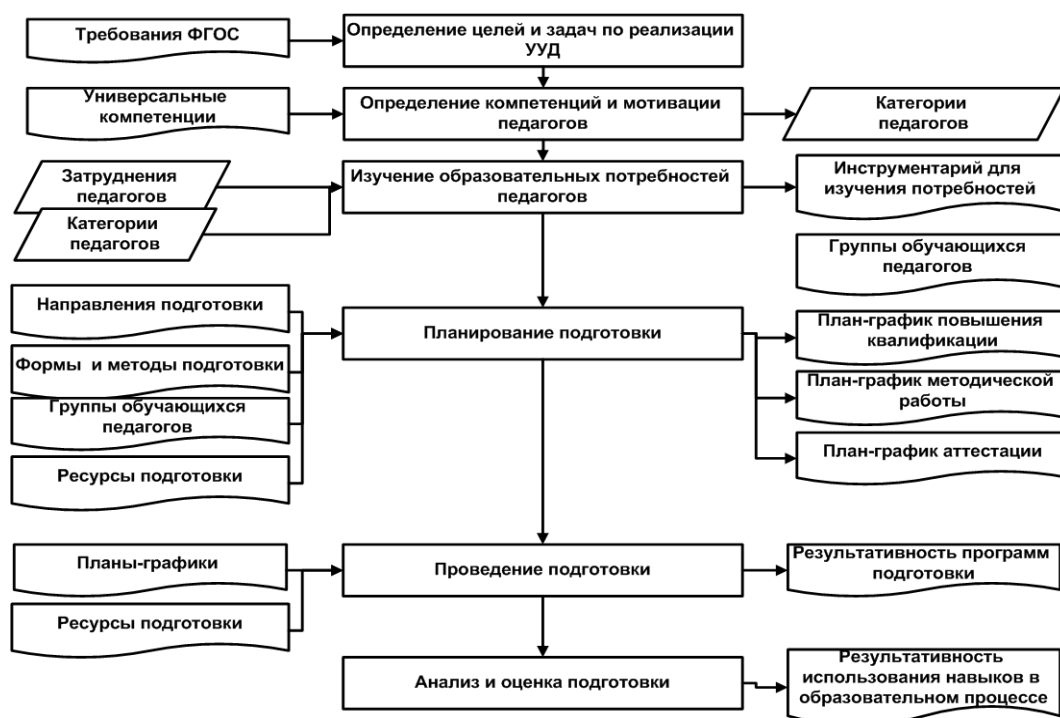 Требования ФГОС
Определение целей и задач по реализации
УУД
Универсальные
компетенции
Определение компетенций и мотивации
педагогов
Категории
педагогов
Затруднения
педагогов
Категории
педагогов
Изучение образовательных потребностей
педагогов
Инструментарий для
изучения потребностей
Группы обучающихся
педагогов
Направления подготовки
Формы и методы подготовки
Группы обучающихся
педагогов
Ресурсы подготовки
Планирование подготовки
План-график повышения
квалификации
План-график методической
работы
План-график аттестации
Планы-графики
Ресурсы подготовки
Проведение подготовки
Результативность программ
подготовки
Анализ и оценка подготовки
Результативность
использования навыков в
образовательном процессе